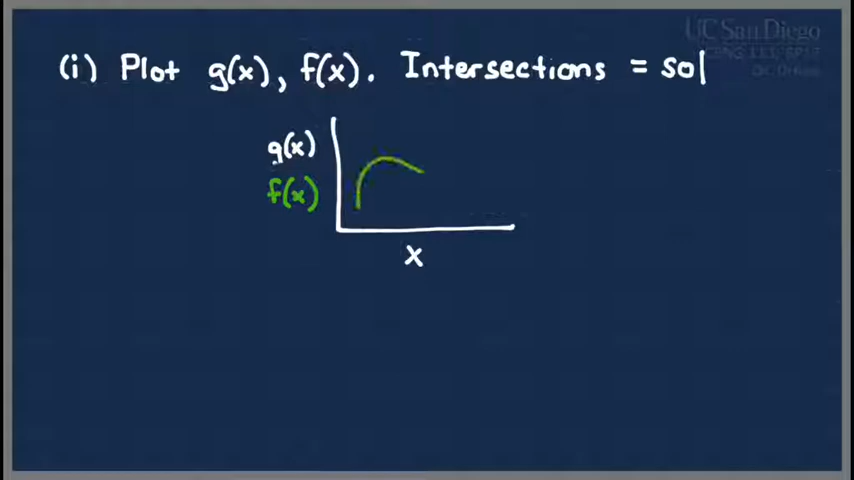 UC San Diego
(i) Plot g(x), f(x). Intersections = sol
g(x)
f(x)
x